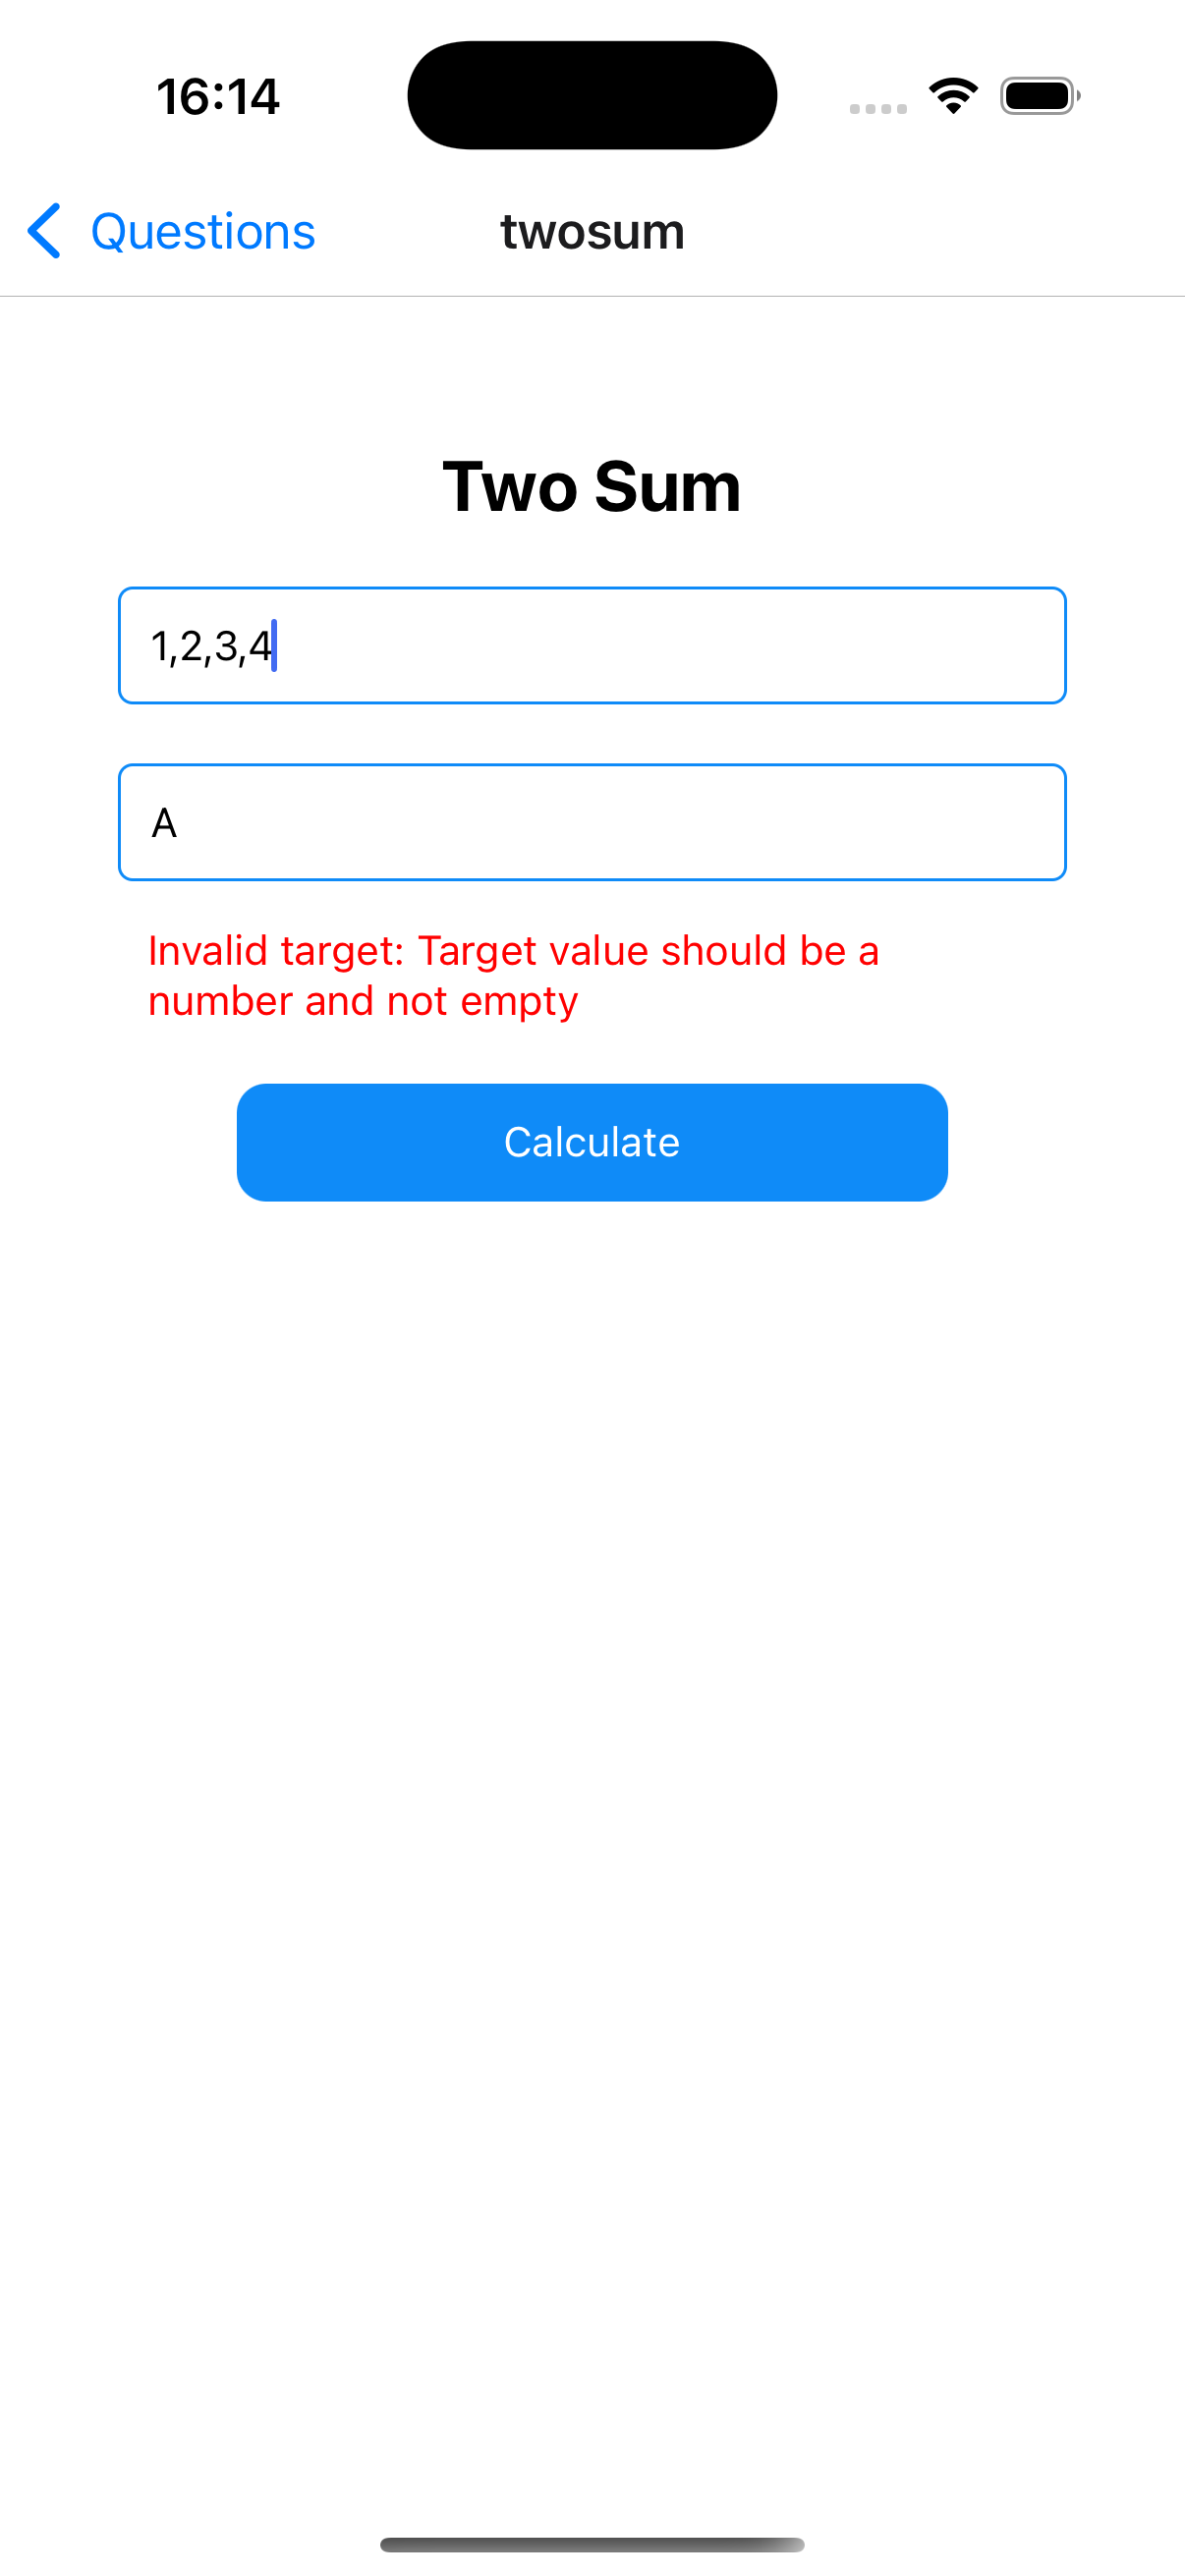 16:14
Questions
twosum
Two Sum
1,2,3,4
A
Invalid target: Target value should be a
number and not empty
Calculate